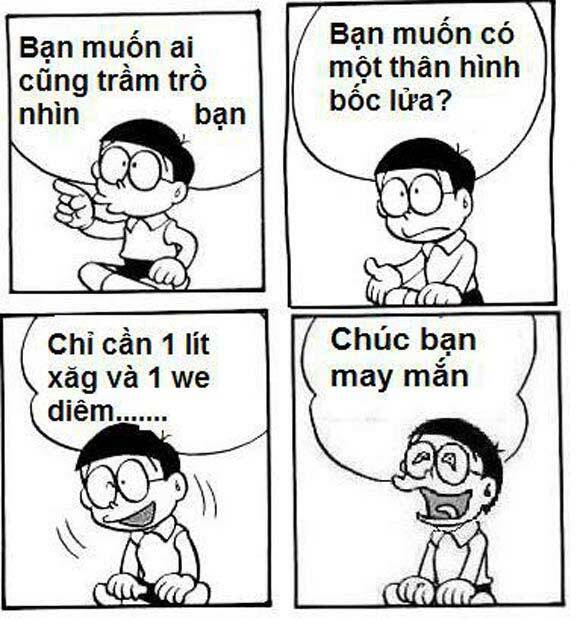 Bạn muốn ai
cũng trầm trồ
nhìn bạn
Bạn muốn có
một thân hình
bốc lửa?
Chỉ cần 1 lít
xăg và 1 we
diêm.......
Chúc bạn
may mắn